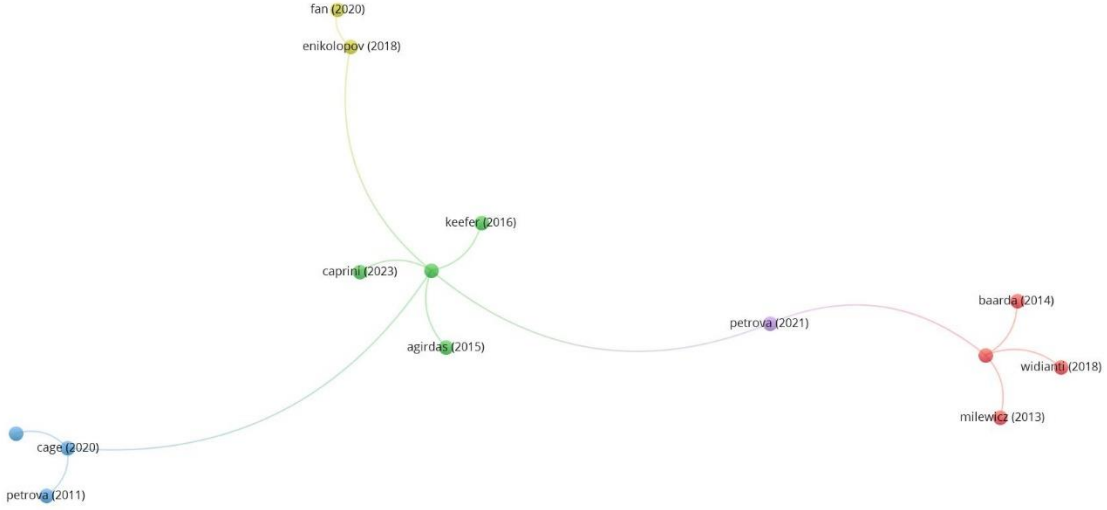 fan (2020)
enikolopov (2018)
keefer (2016)
caprini (2023)
baarda (2014)
petrova (2021)
agirdas (2015)
widianti (2018)
milewicz (2013)
cage (2020)
petrova (2011)